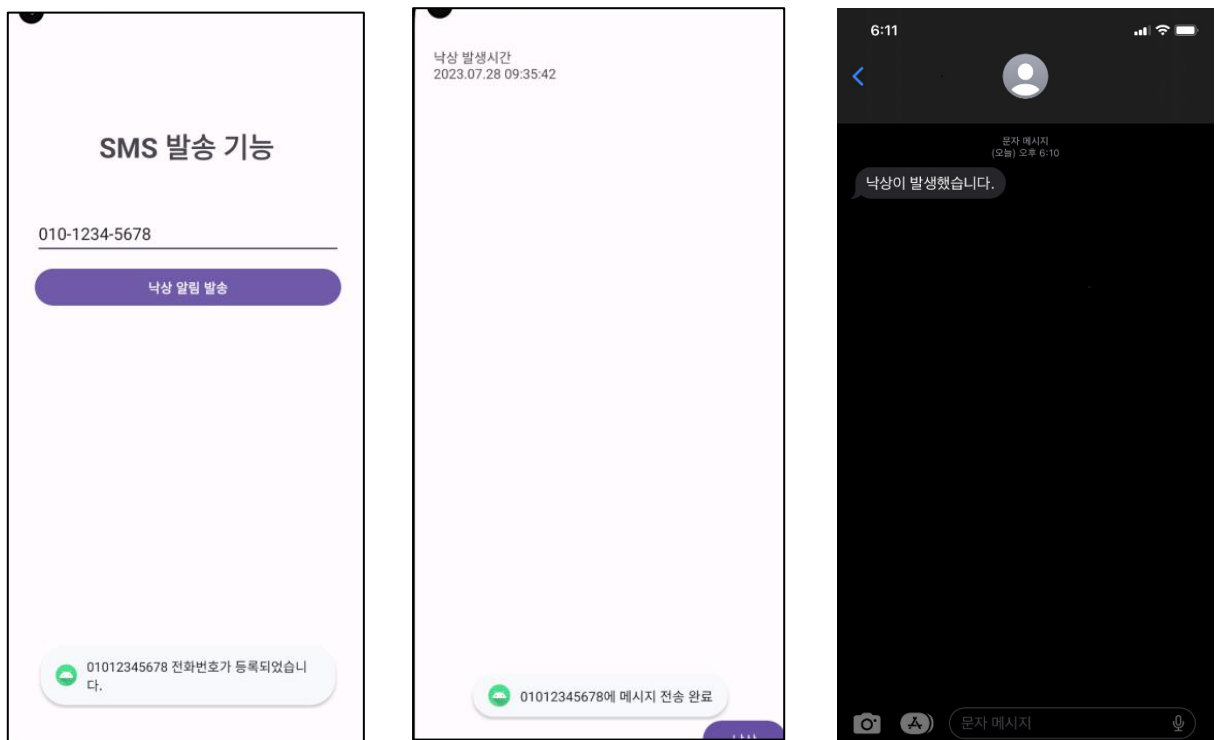 SMS 발송 기능
010-1234-5678
낙상 알림 발송
01012345678 전화번호가 등록되었습니
다.
낙상 발생시간
2023.07.28 09:35:42
01012345678에 메시지 전송 완료
6:11
문자 메시지
(오늘) 오후 6:10
낙상이 발생했습니다.
문자 메시지